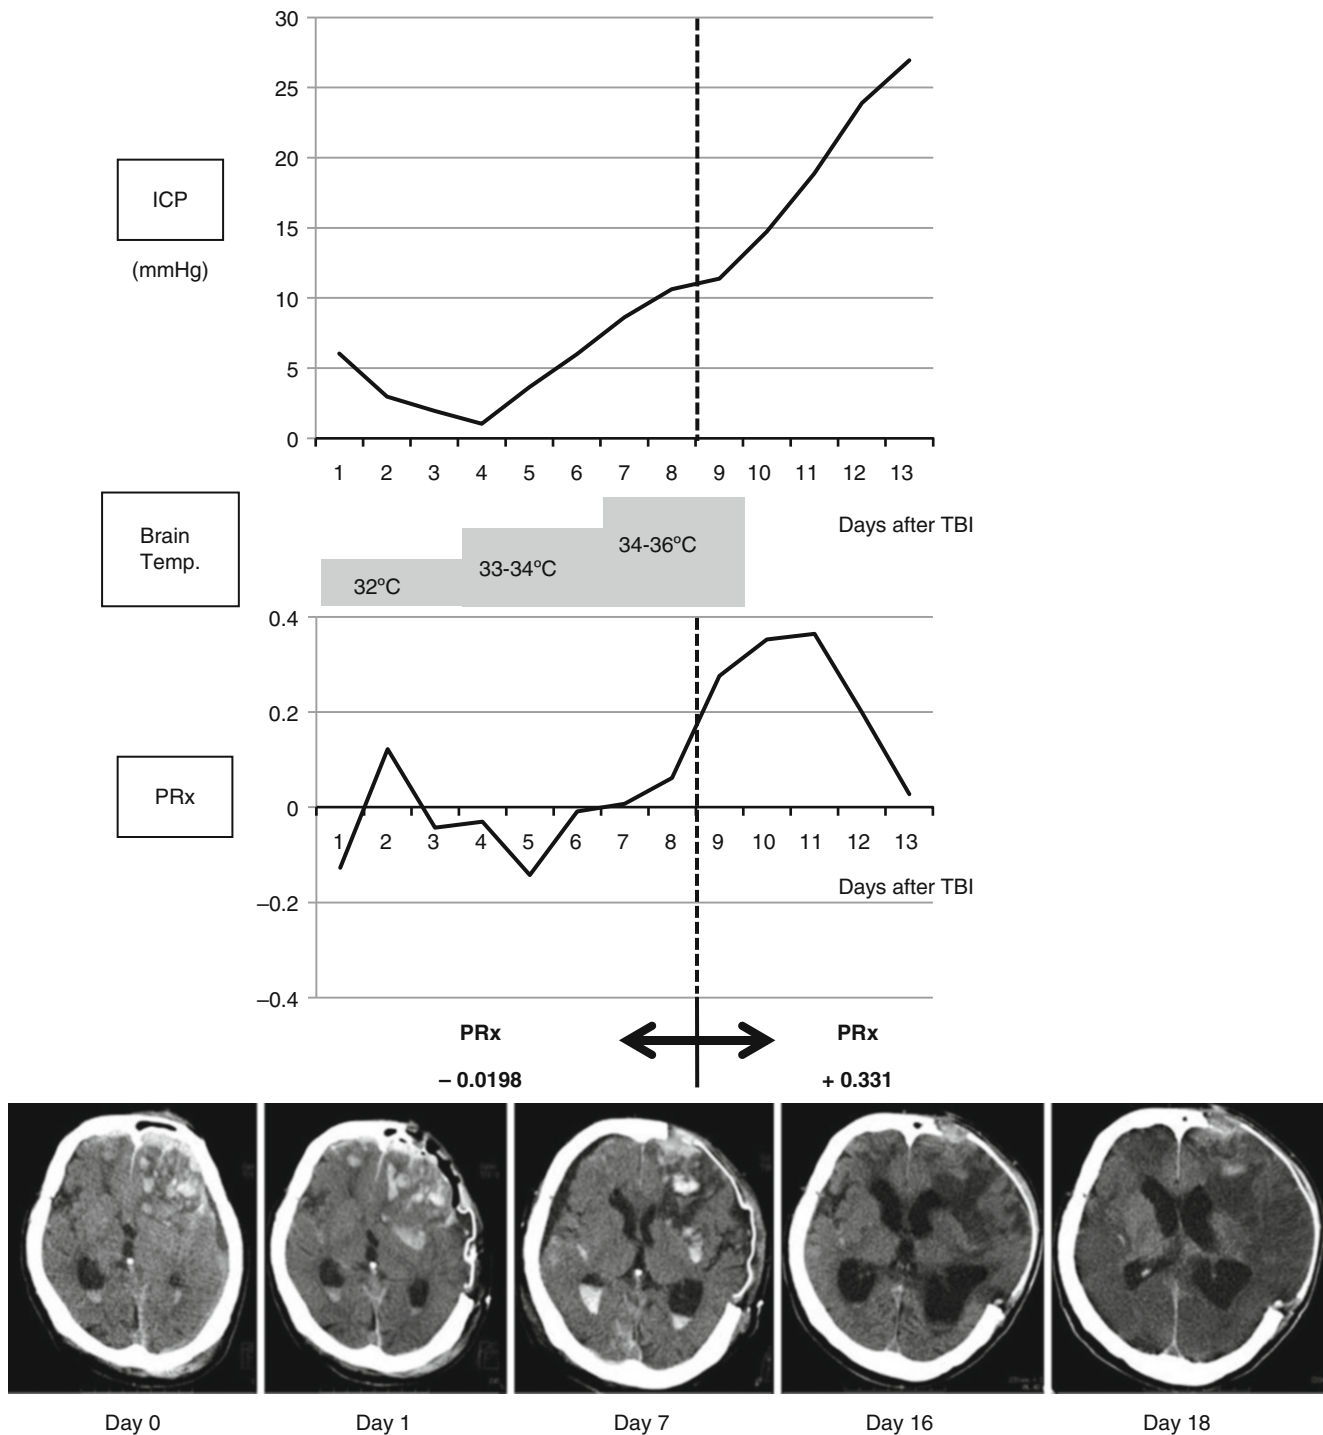 30
25
20
15
10
5
0
ICP
(mmHg)
1 2 3 4 5 6 7 8 9 10 11 12 13
Days after TBI
Brain
Temp.
32ºC
33-34ºC
34-36ºC
0.4
0.2
0
–0.2
–0.4
PRx
1 2 3 4 5 6 7 8 9 10 11 12 13
Days after TBI
PRx PRx
– 0.0198 + 0.331
Day 0 Day 1 Day 7 Day 16 Day 18